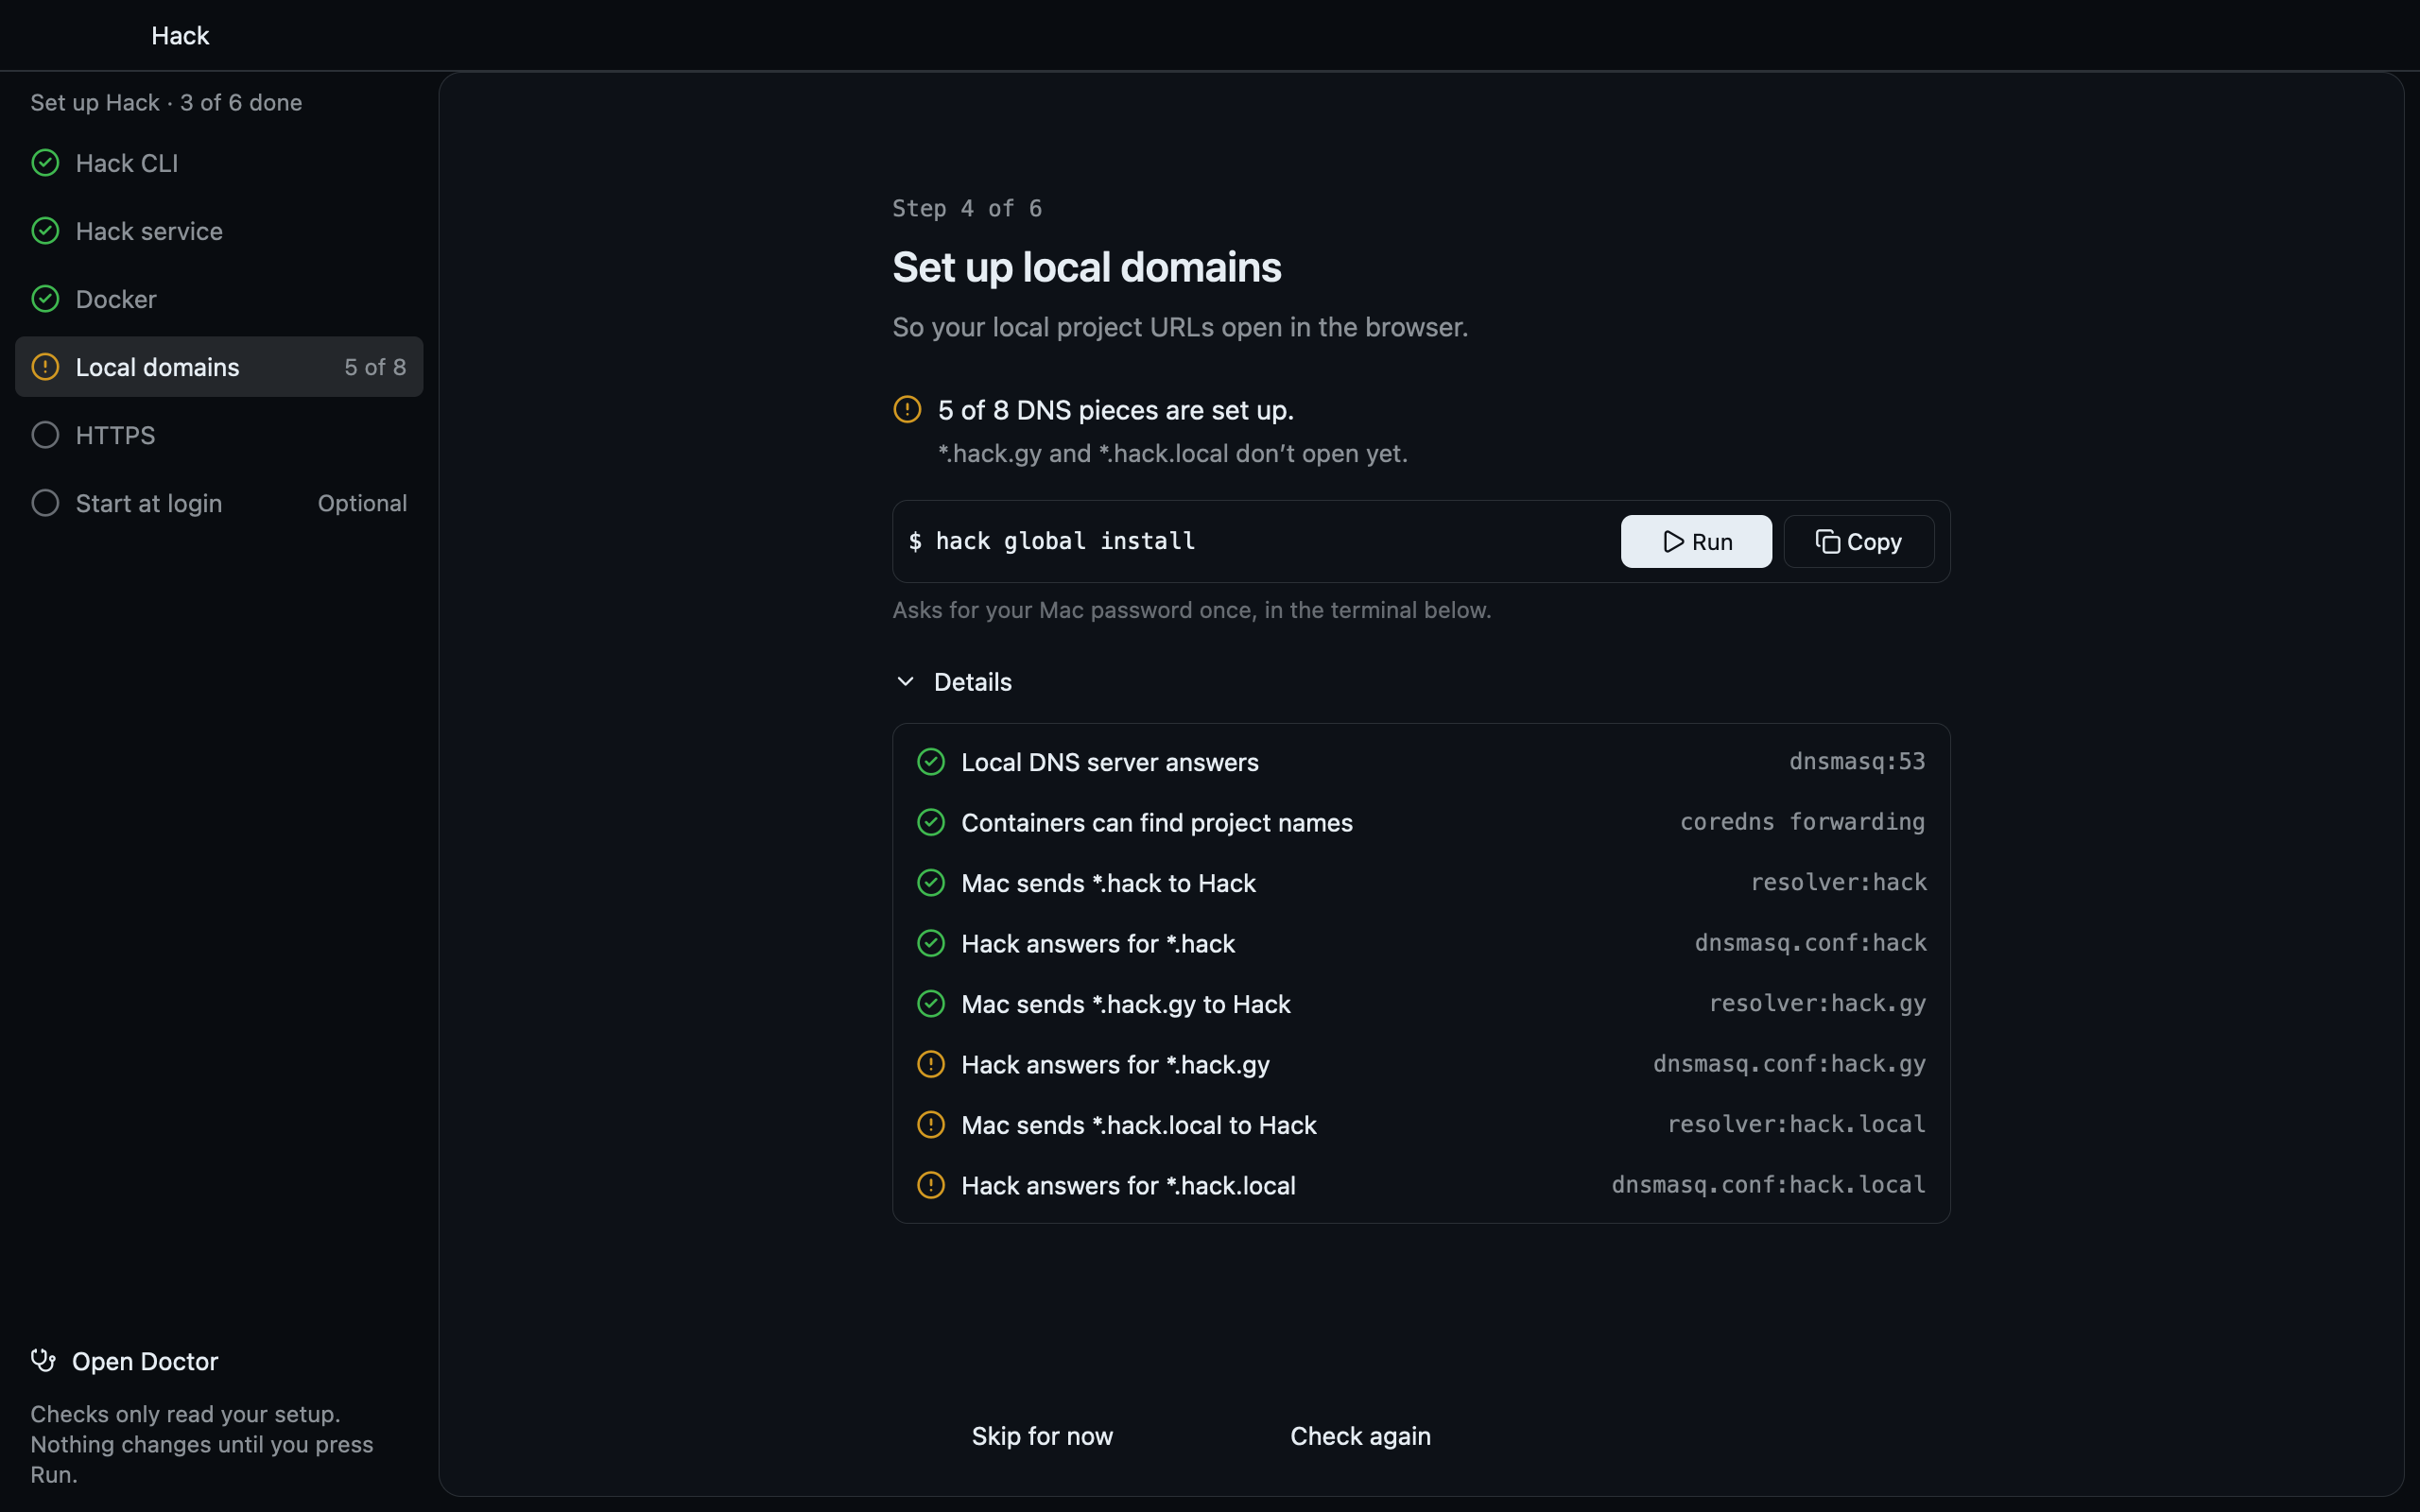 Hack
Set up Hack · 3 of 6 done
Hack CLI
Hack service
Docker
Local domains 5 of 8
HTTPS
Start at login Optional
Open Doctor
Checks only read your setup.
Nothing changes until you press
Run.
Step 4 of 6
Set up local domains
So your local project URLs open in the browser.
5 of 8 DNS pieces are set up.
*.hack.gy and *.hack.local don’t open yet.
$ hack global install Run Copy
Asks for your Mac password once, in the terminal below.
Details
Local DNS server answers dnsmasq:53
Containers can find project names coredns forwarding
Mac sends *.hack to Hack resolver:hack
Hack answers for *.hack dnsmasq.conf:hack
Mac sends *.hack.gy to Hack resolver:hack.gy
Hack answers for *.hack.gy dnsmasq.conf:hack.gy
Mac sends *.hack.local to Hack resolver:hack.local
Hack answers for *.hack.local dnsmasq.conf:hack.local
Skip for now Check again